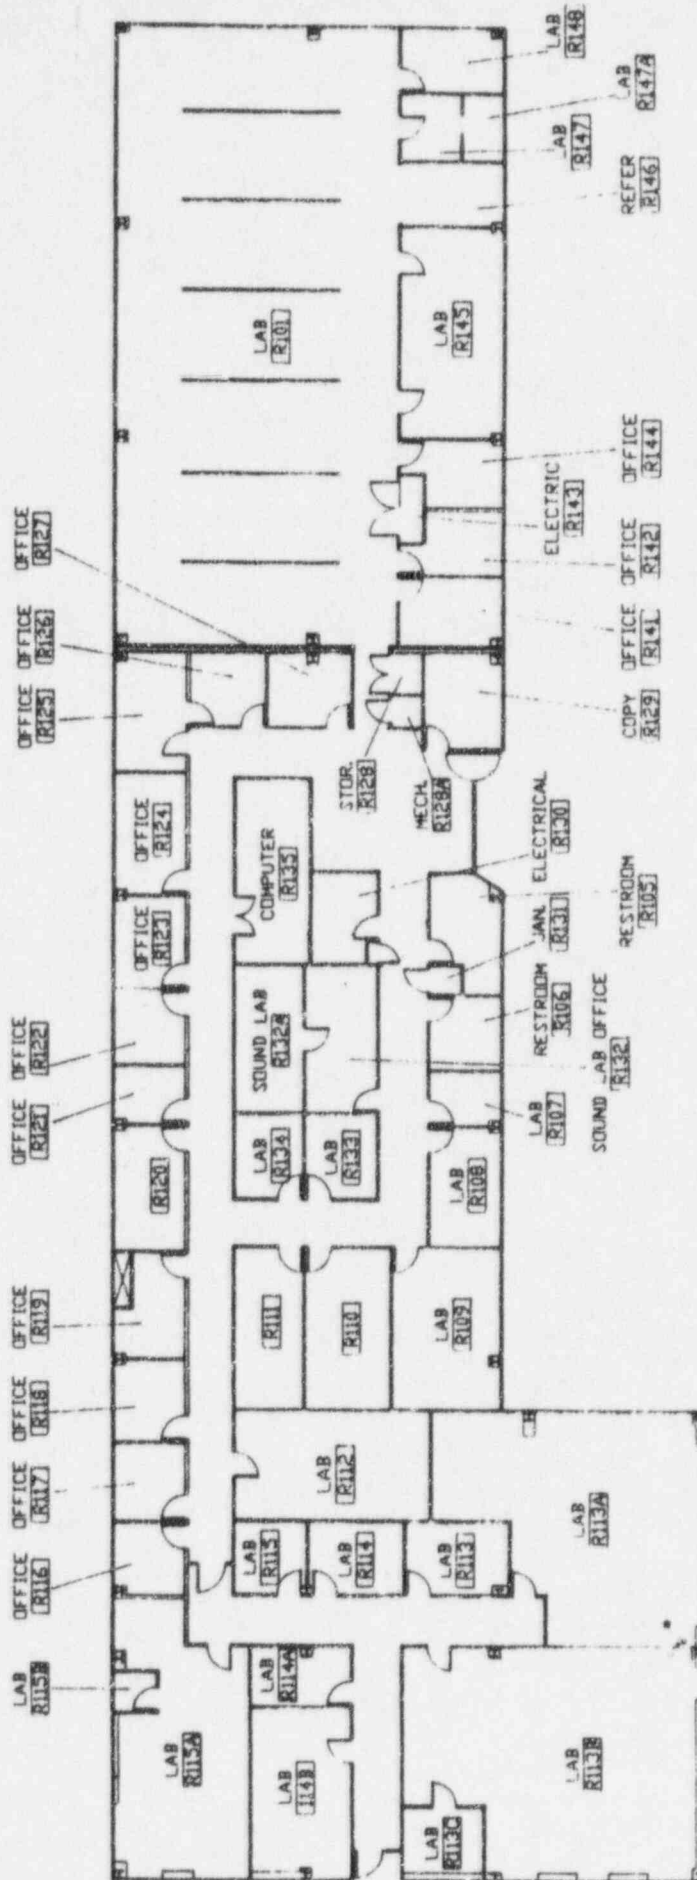 LAB
R148
LAB
R147A
LAB
R147
REFER
R146
LAB
R101
LAB
R145
OFFICE
R144
ELECTRIC
R143
OFFICE
R142
OFFICE
R141
OFFICE
R127
OFFICE
R126
OFFICE
R125
COPY
R129
STOR.
R128
MECH.
R128A
OFFICE
R124
COMPUTER
R135
ELECTRICAL
R130
OFFICE
R123
JAN.
R131
RESTROOM
R105
OFFICE
R122
SOUND LAB
R132A
RESTROOM
R106
SOUND LAB OFFICE
R132
OFFICE
R121
LAB
R107
R120
LAB
R134
LAB
R133
LAB
R108
OFFICE
R119
R111
R110
LAB
R109
OFFICE
R118
OFFICE
R117
LAB
R112
OFFICE
R116
LAB
R115
LAB
R114
LAB
R113
LAB
R113A
LAB
R115B
LAB
R114A
LAB
R115A
LAB
114B
LAB
R113B
LAB
R113C